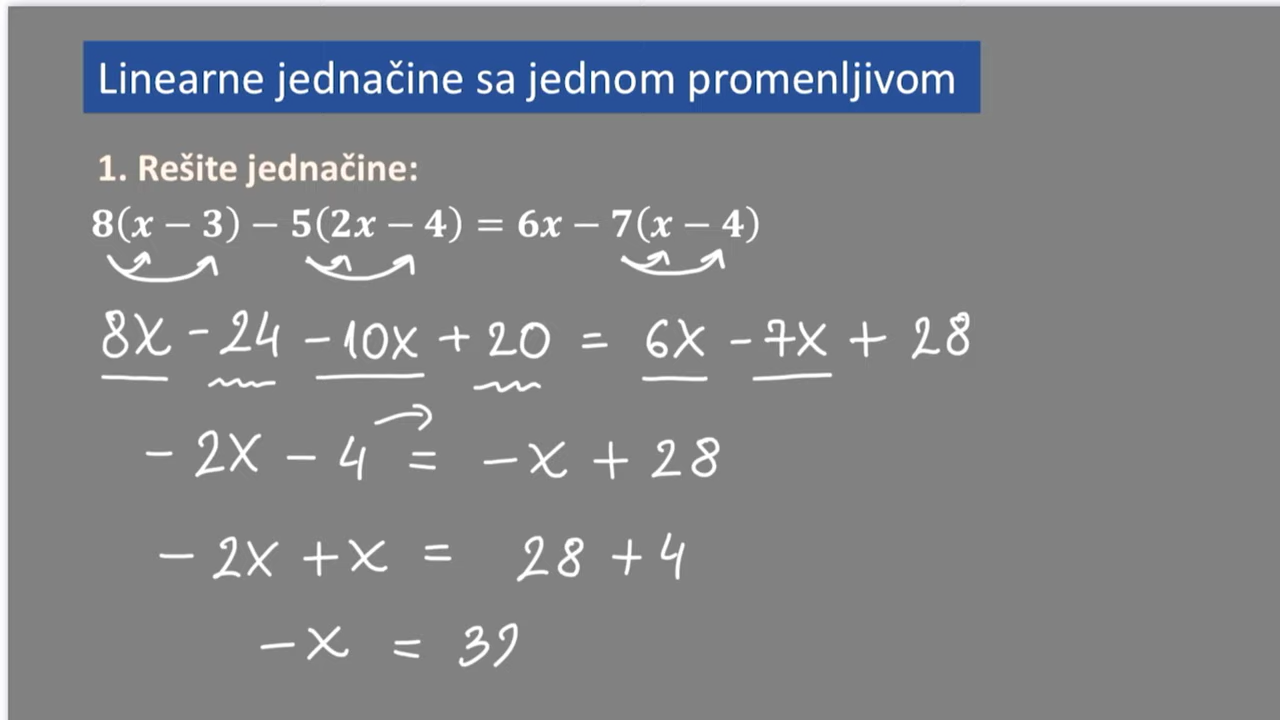 Linearne jednačine sa jednom promenljivom
1. Rešite jednačine:
8(x − 3) − 5(2x − 4) = 6x − 7(x − 4)
8x - 24 - 10x + 20 = 6x - 7x + 28
- 2x - 4 = -x + 28
- 2x + x = 28 + 4
-x = 32